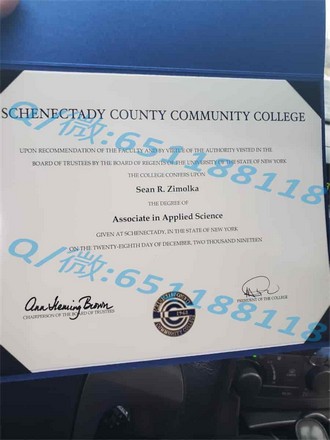 SCHENECTADY COUNTY COMMUNITY COLLEGE
UPON RECOMMENDATION OF THE FACULTY AND BY VIRTUE OF THE AUTHORITY VESTED IN THE
BOARD OF TRUSTEES BY THE BOARD OF REGENTS OF THE UNIVERSITY OF THE STATE OF NEW YORK
THE COLLEGE CONFERS UPON
Sean R. Zimolka
THE DEGREE OF
Associate in Applied Science
GIVEN AT SCHENECTADY, IN THE STATE OF NEW YORK
ON THE TWENTY-EIGHTH DAY OF DECEMBER, TWO THOUSAND NINETEEN
Ann Fleming Brown
CHAIRPERSON OF THE BOARD OF TRUSTEES
PRESIDENT OF THE COLLEGE
Q/微:651188118
Q/微:651188118